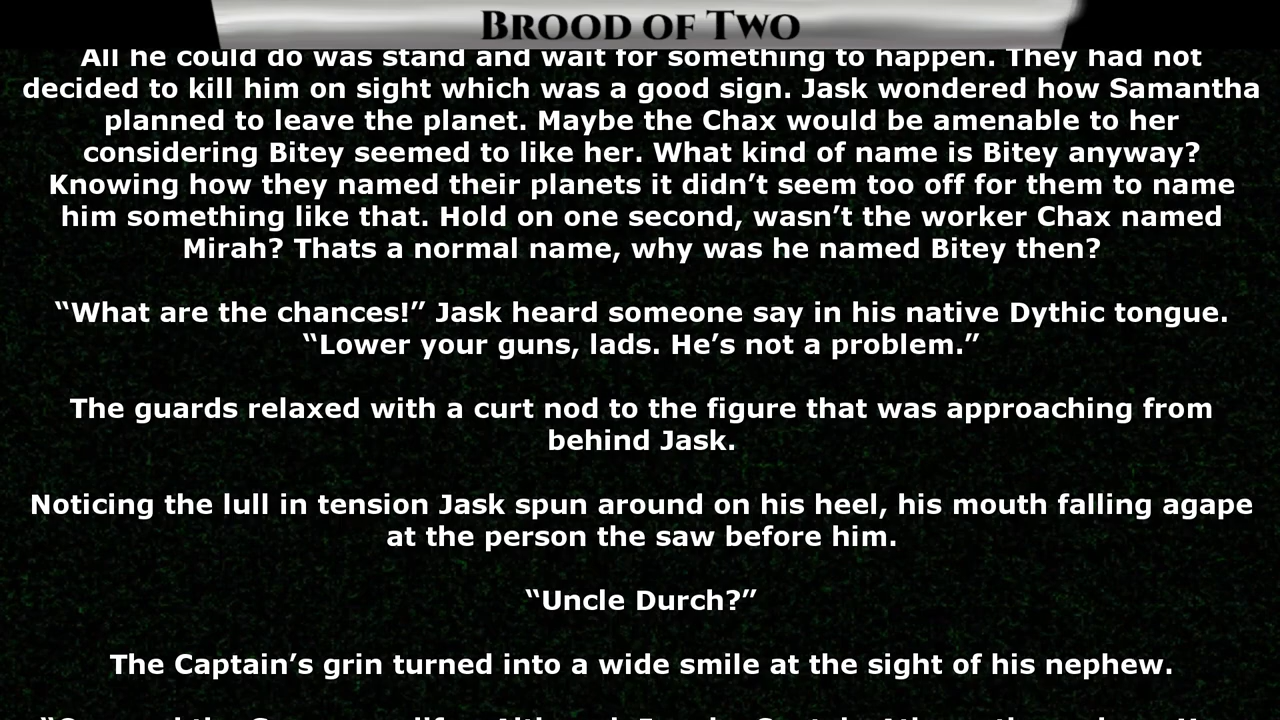 Brood of Two
All he could do was stand and wait for something to happen. They had not
decided to kill him on sight which was a good sign. Jask wondered how Samantha
planned to leave the planet. Maybe the Chax would be amenable to her
considering Bitey seemed to like her. What kind of name is Bitey anyway?
Knowing how they named their planets it didn’t seem too off for them to name
him something like that. Hold on one second, wasn’t the worker Chax named
Mirah? Thats a normal name, why was he named Bitey then?
“What are the chances!” Jask heard someone say in his native Dythic tongue.
“Lower your guns, lads. He’s not a problem.”
The guards relaxed with a curt nod to the figure that was approaching from
behind Jask.
Noticing the lull in tension Jask spun around on his heel, his mouth falling agape
at the person the saw before him.
“Uncle Durch?”
The Captain’s grin turned into a wide smile at the sight of his nephew.